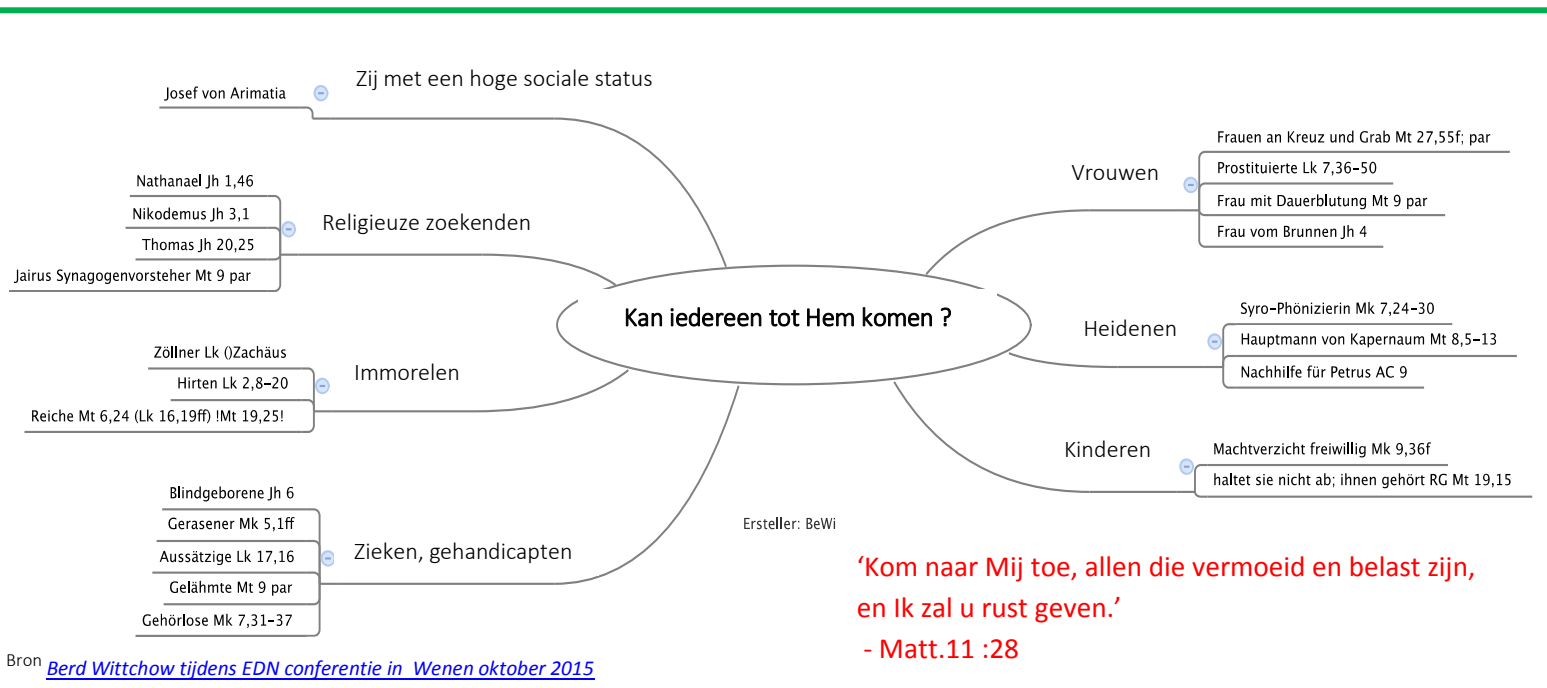 Kan iedereen tot Hem komen ?
Zij met een hoge sociale status
Josef von Arimatia
Religieuze zoekenden
Nathanael Jh 1,46
Nikodemus Jh 3,1
Thomas Jh 20,25
Jairus Synagogenvorsteher Mt 9 par
Immorelen
Zöllner Lk ()Zachäus
Hirten Lk 2,8–20
Reiche Mt 6,24 (Lk 16,19ff) !Mt 19,25!
Zieken, gehandicapten
Blindgeborene Jh 6
Gerasener Mk 5,1ff
Aussätzige Lk 17,16
Gelähmte Mt 9 par
Gehörlose Mk 7,31–37
Vrouwen
Frauen an Kreuz und Grab Mt 27,55f; par
Prostituierte Lk 7,36–50
Frau mit Dauerblutung Mt 9 par
Frau vom Brunnen Jh 4
Heidenen
Syro–Phönizierin Mk 7,24–30
Hauptmann von Kapernaum Mt 8,5–13
Nachhilfe für Petrus AC 9
Kinderen
Machtverzicht freiwillig Mk 9,36f
haltet sie nicht ab; ihnen gehört RG Mt 19,15
Ersteller: BeWi
‘Kom naar Mij toe, allen die vermoeid en belast zijn,
en Ik zal u rust geven.’
- Matt.11 :28
Bron Berd Wittchow tijdens EDN conferentie in Wenen oktober 2015